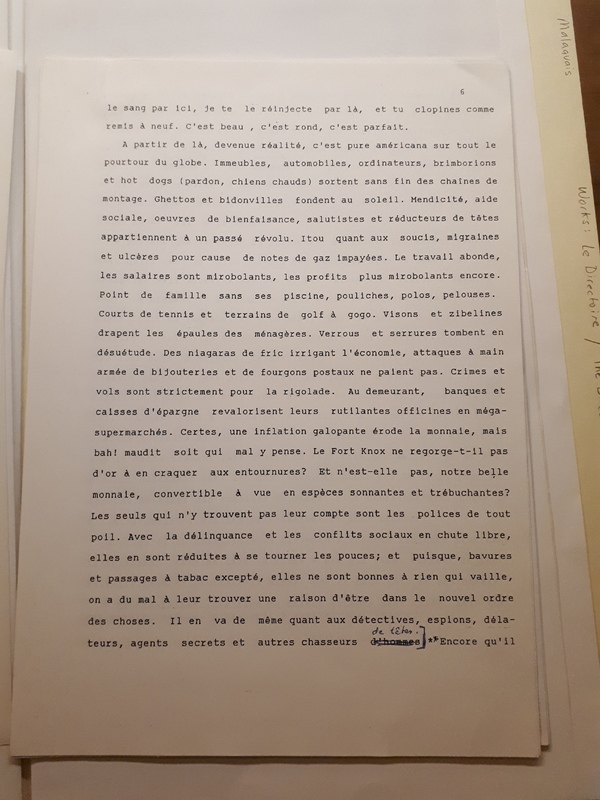 Malaquais
Works: Le Directoire / The
6
le sang par ici, je te le réinjecte par là, et tu clopines comme
remis à neuf. C'est beau , c'est rond, c'est parfait.
A partir de là, devenue réalité, c'est pure américana sur tout le
pourtour du globe. Immeubles, automobiles, ordinateurs, brimborions
et hot dogs (pardon, chiens chauds) sortent sans fin des chaînes de
montage. Ghettos et bidonvilles fondent au soleil. Mendicité, aide
sociale, oeuvres de bienfaisance, salutistes et réducteurs de têtes
appartiennent à un passé révolu. Itou quant aux soucis, migraines
et ulcères pour cause de notes de gaz impayées. Le travail abonde,
les salaires sont mirobolants, les profits plus mirobolants encore.
Point de famille sans ses piscine, pouliches, polos, pelouses.
Courts de tennis et terrains de golf à gogo. Visons et zibelines
drapent les épaules des ménagères. Verrous et serrures tombent en
désuétude. Des niagaras de fric irrigant l'économie, attaques à main
armée de bijouteries et de fourgons postaux ne paient pas. Crimes et
vols sont strictement pour la rigolade. Au demeurant, banques et
caisses d'épargne revalorisent leurs rutilantes officines en méga-
supermarchés. Certes, une inflation galopante érode la monnaie, mais
bah! maudit soit qui mal y pense. Le Fort Knox ne regorge-t-il pas
d'or à en craquer aux entournures? Et n'est-elle pas, notre belle
monnaie, convertible à vue en espèces sonnantes et trébuchantes?
Les seuls qui n'y trouvent pas leur compte sont les polices de tout
poil. Avec la délinquance et les conflits sociaux en chute libre,
elles en sont réduites à se tourner les pouces; et puisque, bavures
et passages à tabac excepté, elles ne sont bonnes à rien qui vaille,
on a du mal à leur trouver une raison d'être dans le nouvel ordre
des choses. Il en va de même quant aux détectives, espions, déla-
de têtes.
teurs, agents secrets et autres chasseurs d'hommes] ** Encore qu'il